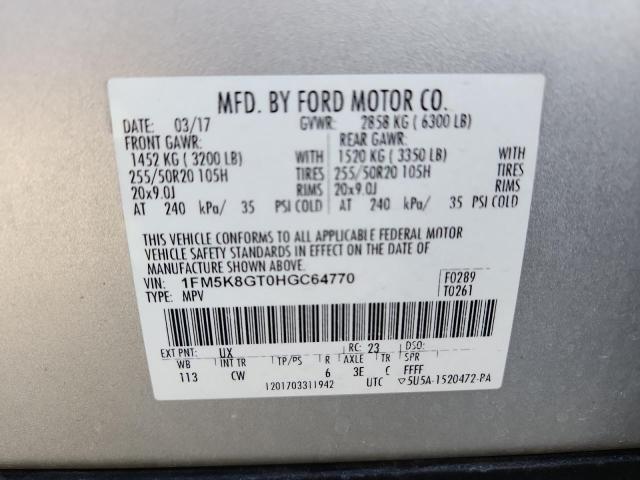 MFD. BY FORD MOTOR CO.
DATE: 03/17 GVWR: 2858 KG ( 6300 LB)
FRONT GAWR: REAR GAWR:
1452 KG ( 3200 LB) WITH 1520 KG ( 3350 LB) WITH
255/50R20 105H TIRES 255/50R20 105H TIRES
20x9.0J RIMS 20x9.0J RIMS
AT 240 kPa/ 35 PSI COLD AT 240 kPa/ 35 PSI COLD
THIS VEHICLE CONFORMS TO ALL APPLICABLE FEDERAL MOTOR
VEHICLE SAFETY STANDARDS IN EFFECT ON THE DATE OF
MANUFACTURE SHOWN ABOVE.
VIN: 1FM5K8GT0HGC64770 F0289
TYPE: MPV T0261
EXT PNT: UX RC: 23 DSO:
WB INT TR TP/PS R AXLE TR SPR
113 CW 6 3E C FFFF
1201703311942 UTC ▽5U5A-1520472-PA